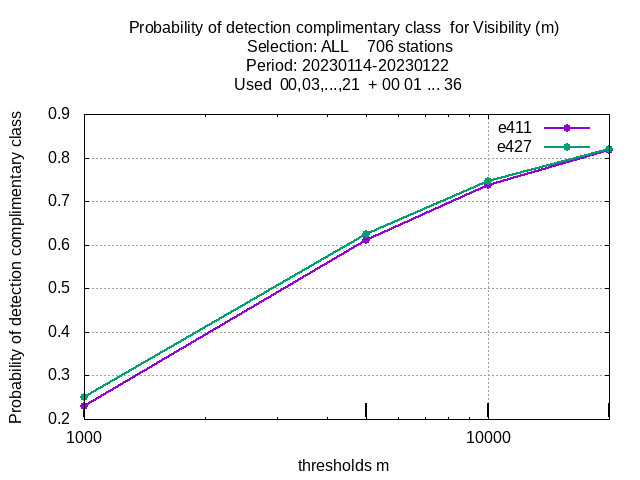 Probability of detection complimentary class  for Visibility (m)
Selection: ALL    706 stations
Period: 20230114-20230122
Used  00,03,...,21  + 00 01 ... 36
Probability of detection complimentary class
0.9
0.8
0.7
0.6
0.5
0.4
0.3
0.2
e411
e427
1000
10000
thresholds m